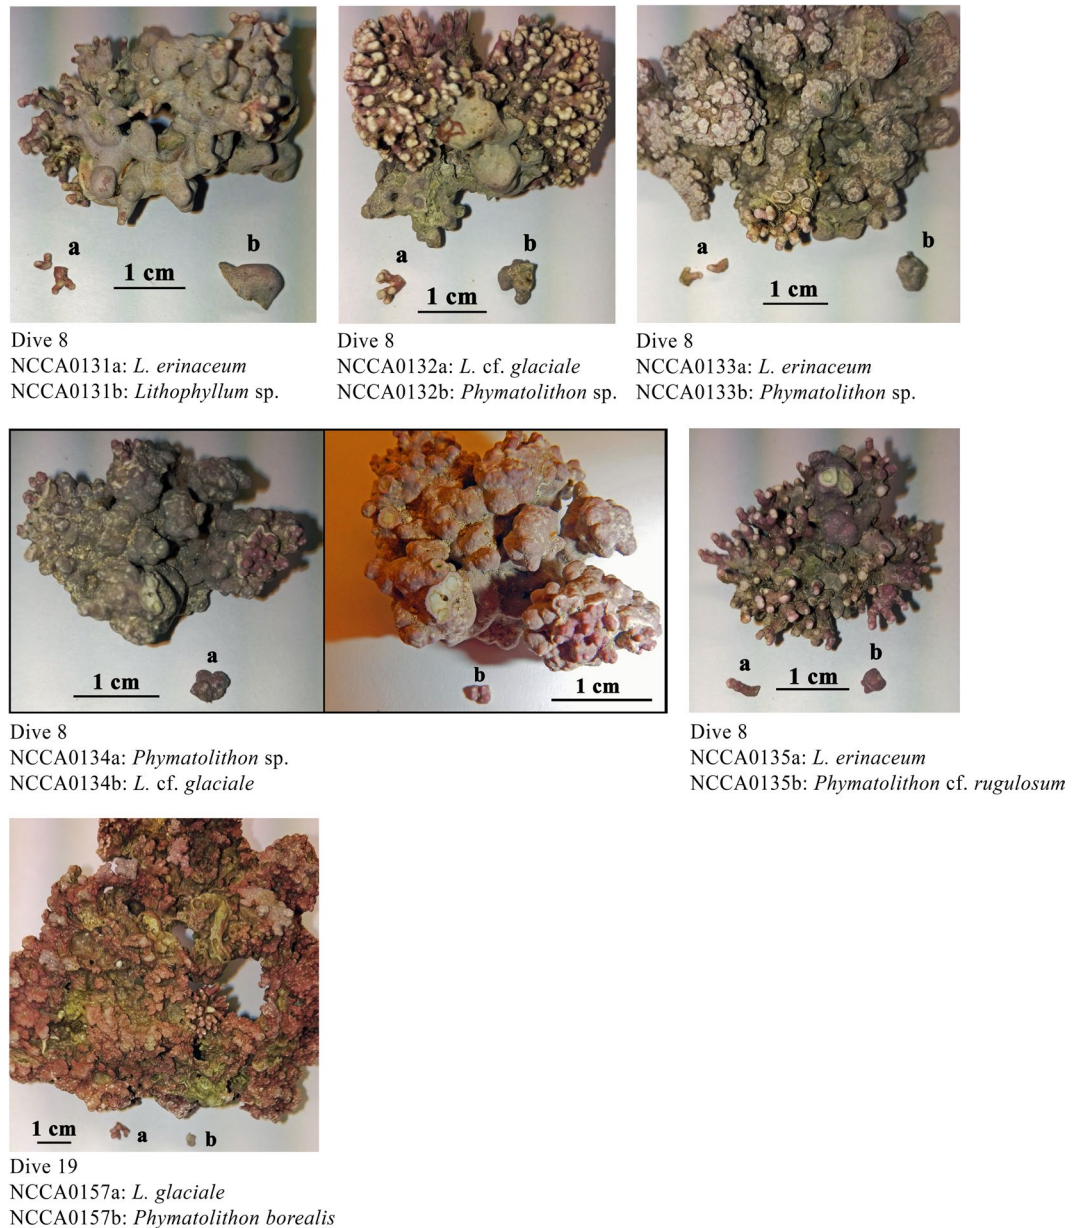 a
b
1 cm
Dive 8
NCCA0131a: L. erinaceum
NCCA0131b: Lithophyllum sp.
a
b
1 cm
Dive 8
NCCA0132a: L. cf. glaciale
NCCA0132b: Phymatolithon sp.
a
b
1 cm
Dive 8
NCCA0133a: L. erinaceum
NCCA0133b: Phymatolithon sp.
a
1 cm
b
1 cm
Dive 8
NCCA0134a: Phymatolithon sp.
NCCA0134b: L. cf. glaciale
a
b
1 cm
Dive 8
NCCA0135a: L. erinaceum
NCCA0135b: Phymatolithon cf. rugulosum
1 cm
a
b
Dive 19
NCCA0157a: L. glaciale
NCCA0157b: Phymatolithon borealis